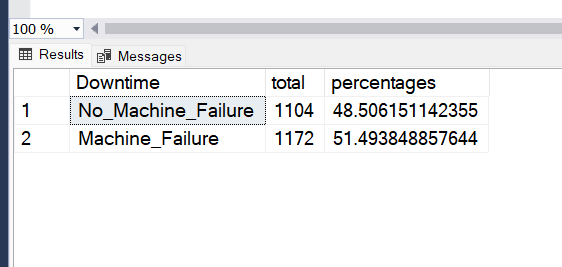 100 %
Results Messages
Downtime total percentages
1 No_Machine_Failure 1104 48.506151142355
2 Machine_Failure 1172 51.493848857644